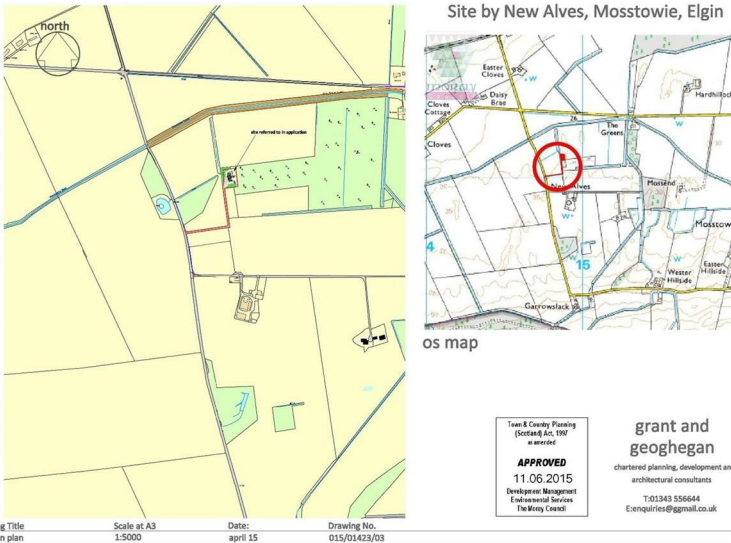 Site by New Alves, Mosstowie, Elgin
north
site referred to in application
Easter
Cloves
W
Daisy
Brae
Hardhillock
Cloves
Cottage
26
W
The
Greens
Cloves
New Alves
Mossend
W
Mosstow
4
W
15
W
Easter
Hillside
Wester
Hillside
Garrowslack
os map
Town & Country Planning
(Scotland) Act, 1997
as amended
APPROVED
11.06.2015
Development Management
Environmental Services
The Moray Council
grant and
geoghegan
chartered planning, development an
architectural consultants
T:01343 556644
E:enquiries@ggmail.co.uk
g Title
Scale at A3
Date:
Drawing No.
n plan
1:5000
april 15
015/01423/03